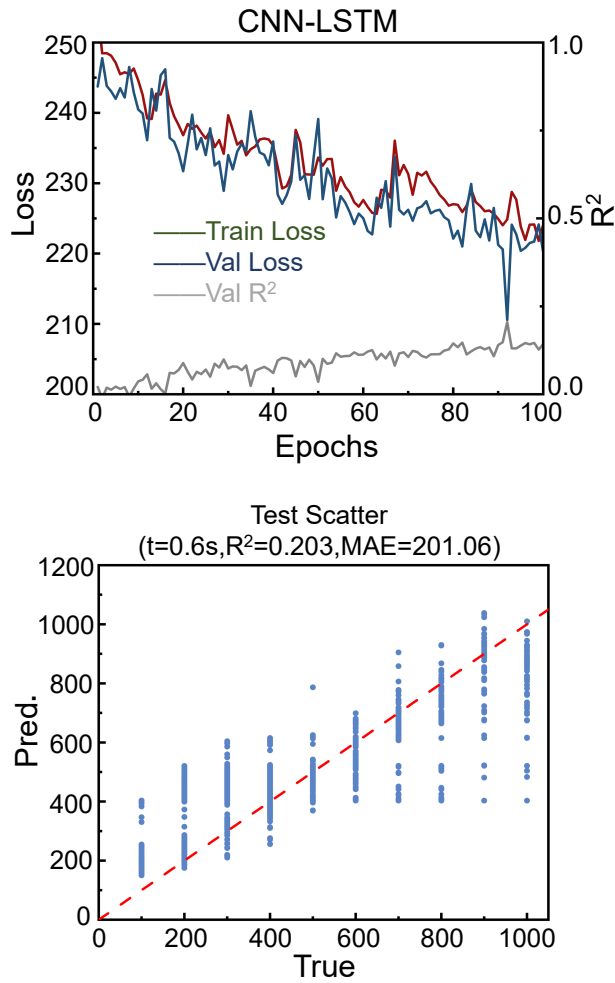 CNN-LSTM
250
240
230
220
210
200
Loss
1.0
0.5
0.0
R²
Train Loss
Val Loss
Val R²
0 20 40 60 80 100
Epochs
Test Scatter
(t=0.6s,R²=0.203,MAE=201.06)
1200
1000
800
600
400
200
0
Pred.
0 200 400 600 800 1000
True